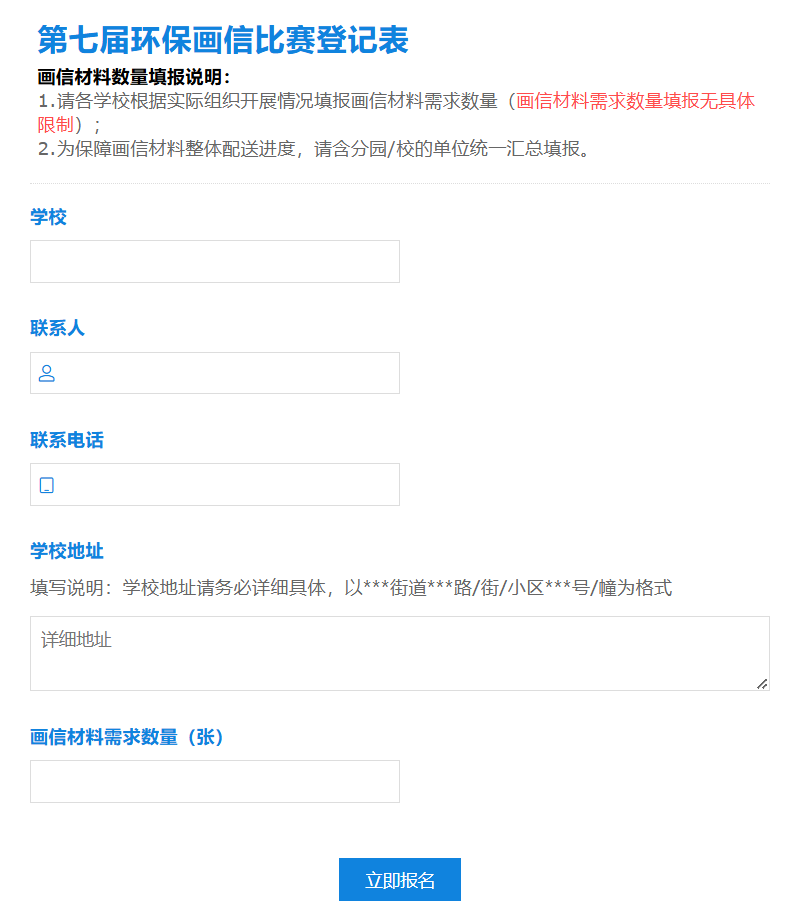 第七届环保画信比赛登记表
画信材料数量填报说明：
1.请各学校根据实际组织开展情况填报画信材料需求数量（画信材料需求数量填报无具体
限制）；
2.为保障画信材料整体配送进度，请含分园/校的单位统一汇总填报。
学校
联系人
联系电话
学校地址
填写说明：学校地址请务必详细具体，以***街道***路/街/小区***号/幢为格式
详细地址
画信材料需求数量（张）
立即报名